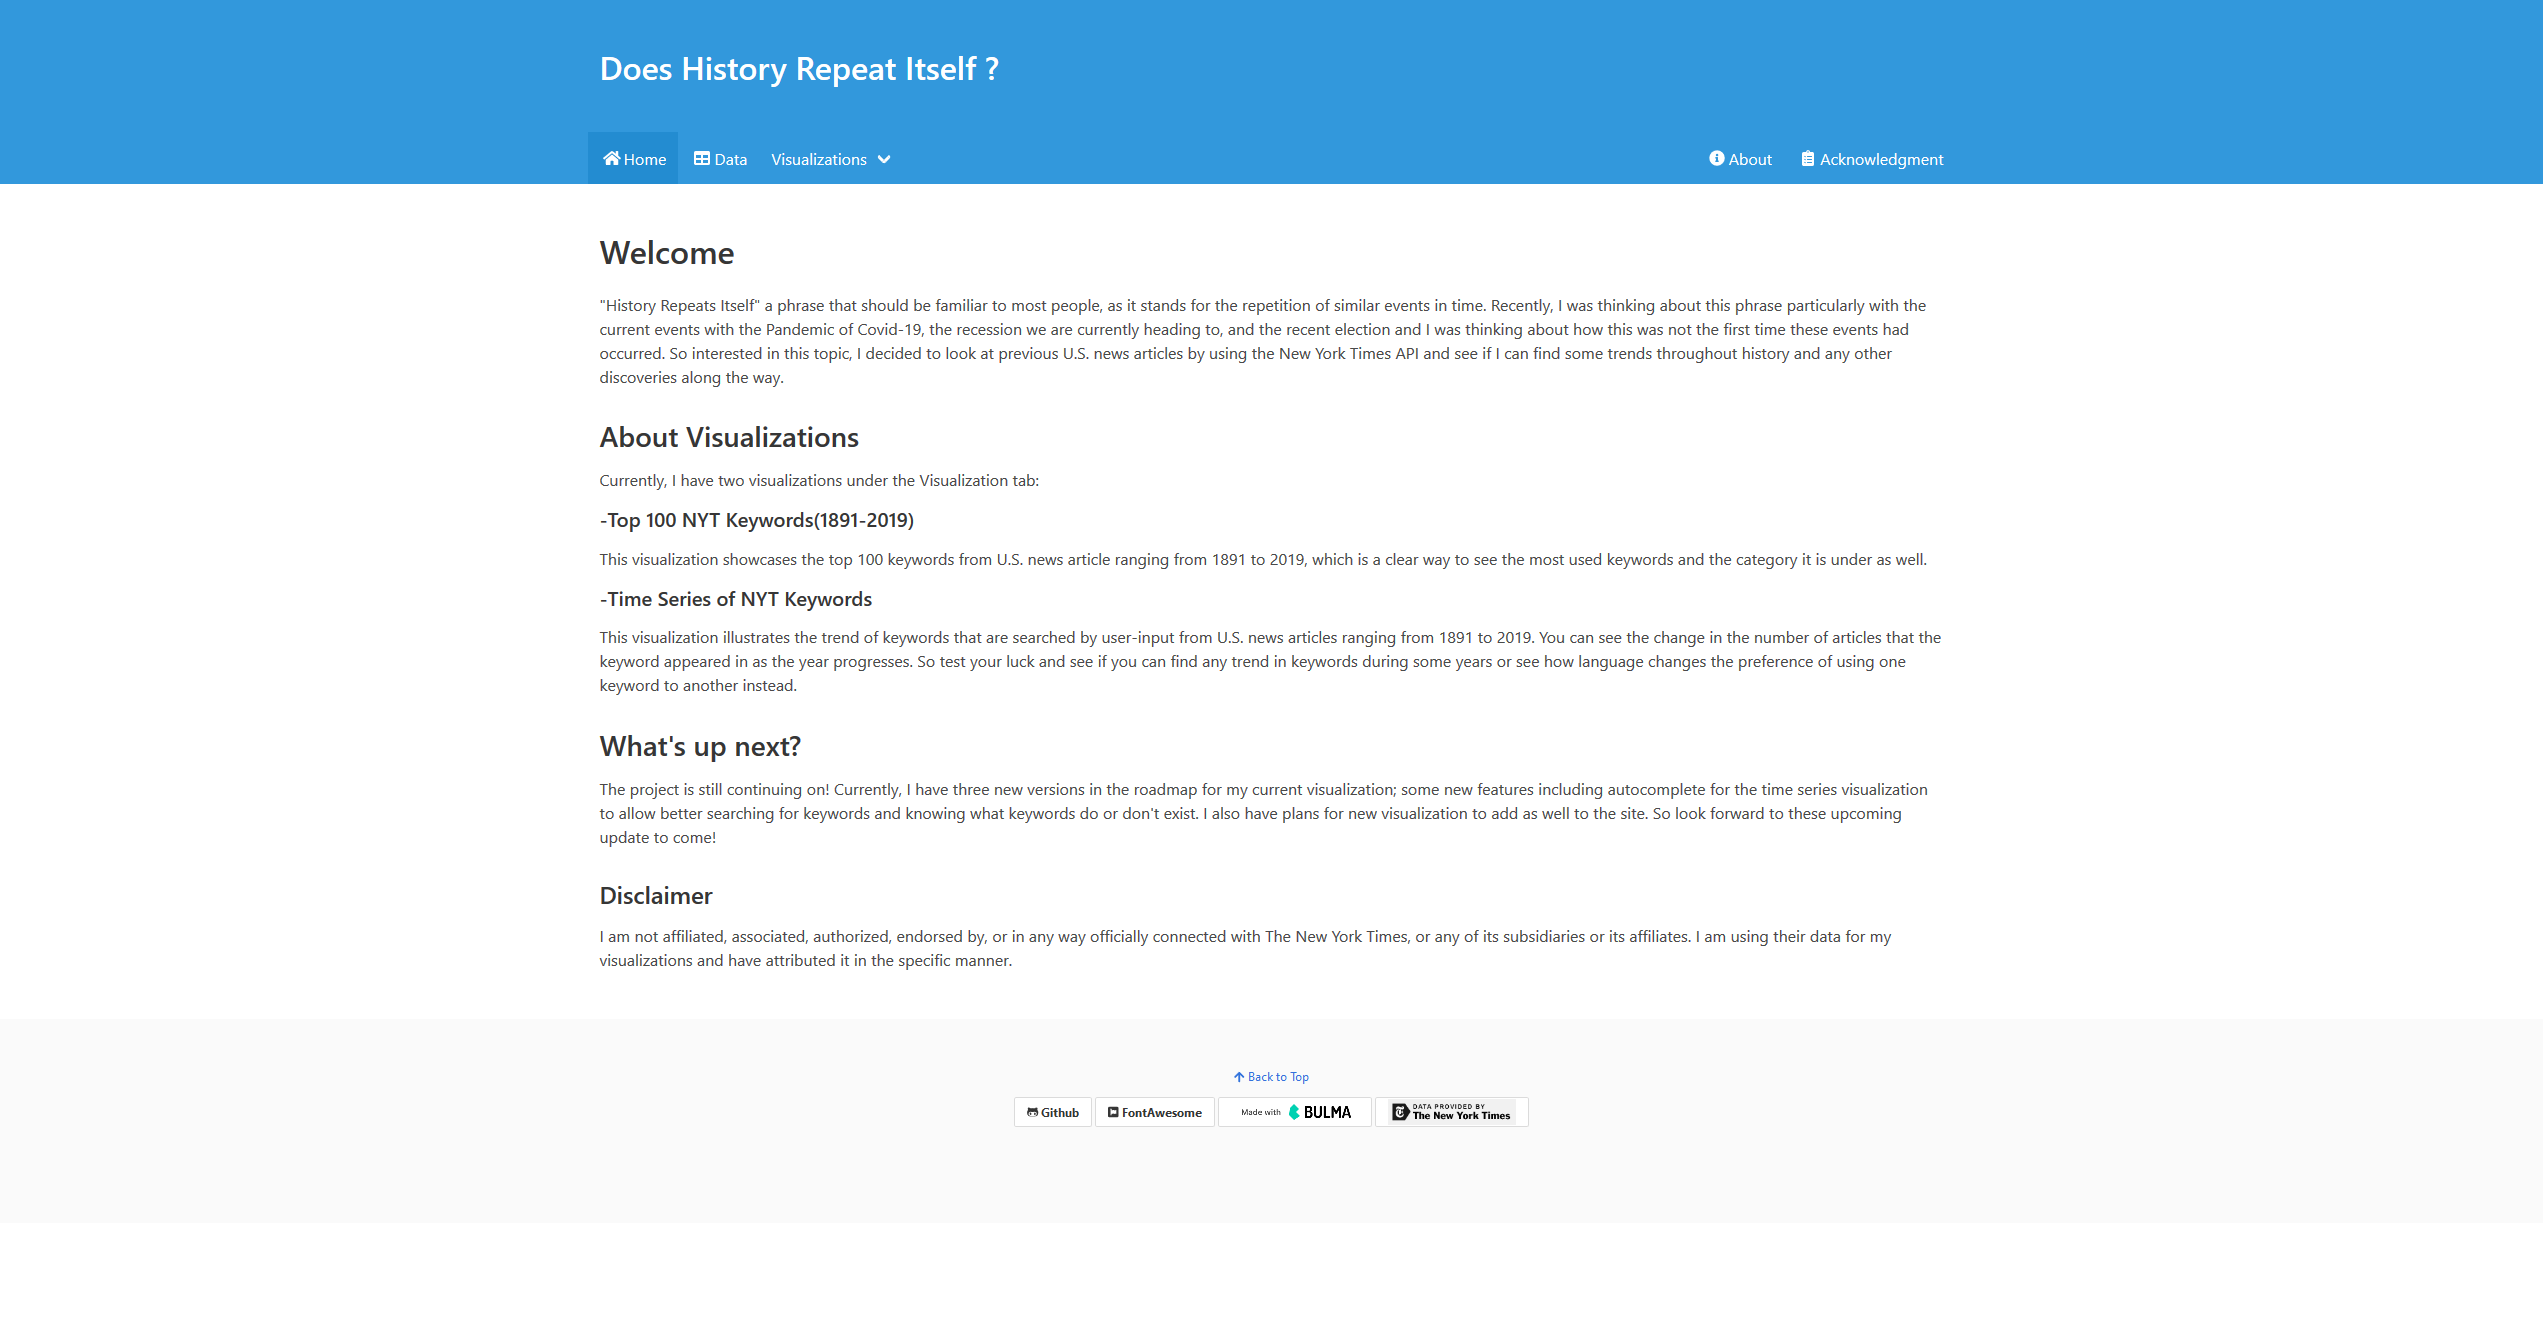 Does History Repeat Itself ?
Home Data Visualizations About Acknowledgment
Welcome
"History Repeats Itself" a phrase that should be familiar to most people, as it stands for the repetition of similar events in time. Recently, I was thinking about this phrase particularly with the
current events with the Pandemic of Covid-19, the recession we are currently heading to, and the recent election and I was thinking about how this was not the first time these events had
occurred. So interested in this topic, I decided to look at previous U.S. news articles by using the New York Times API and see if I can find some trends throughout history and any other
discoveries along the way.
About Visualizations
Currently, I have two visualizations under the Visualization tab:
-Top 100 NYT Keywords(1891-2019)
This visualization showcases the top 100 keywords from U.S. news article ranging from 1891 to 2019, which is a clear way to see the most used keywords and the category it is under as well.
-Time Series of NYT Keywords
This visualization illustrates the trend of keywords that are searched by user-input from U.S. news articles ranging from 1891 to 2019. You can see the change in the number of articles that the
keyword appeared in as the year progresses. So test your luck and see if you can find any trend in keywords during some years or see how language changes the preference of using one
keyword to another instead.
What's up next?
The project is still continuing on! Currently, I have three new versions in the roadmap for my current visualization; some new features including autocomplete for the time series visualization
to allow better searching for keywords and knowing what keywords do or don't exist. I also have plans for new visualization to add as well to the site. So look forward to these upcoming
update to come!
Disclaimer
I am not affiliated, associated, authorized, endorsed by, or in any way officially connected with The New York Times, or any of its subsidiaries or its affiliates. I am using their data for my
visualizations and have attributed it in the specific manner.
Back to Top
Github FontAwesome Made with BULMA DATA PROVIDED BY
The New York Times